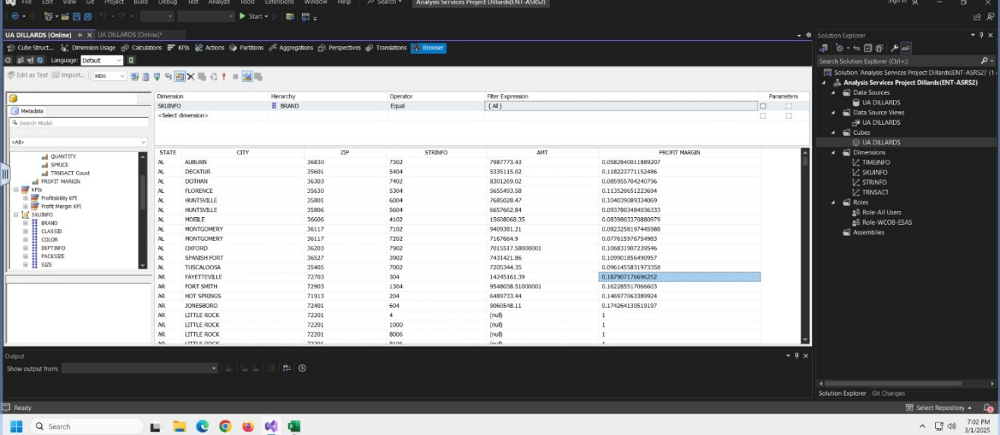 File Edit View Git Project Build Debug Test Analyze Tools Extensions Window Help Search Analysis Services Project Dillards(ENT-ASRS2) Sign in
Start
UA DILLARDS [Online] UA DILLARDS [Online]*
Cube Struct... Dimension Usage Calculations KPIs Actions Partitions Aggregations Perspectives Translations Browser
Language: Default
Edit as Text Import... MDX
Metadata
Search Model
<All>
QUANTITY
SPRICE
TRNSACT Count
PROFIT MARGIN
KPIs
Profitability KPI
Profit Margin KPI
SKUINFO
BRAND
CLASSID
COLOR
DEPTINFO
PACKSIZE
SIZE
Dimension Hierarchy Operator Filter Expression Parameters
SKUINFO BRAND Equal { All }
<Select dimension>
STATE CITY ZIP STRINFO AMT PROFIT MARGIN
AL AUBURN 36830 7302 7987773.43 0.0582840011889207
AL DECATUR 35601 5404 5335115.02 0.118223771152486
AL DOTHAN 36303 7402 8301269.02 0.085955704240796
AL FLORENCE 35630 5304 5655493.58 0.113520651223694
AL HUNTSVILLE 35801 6004 7685028.47 0.104039089334069
AL HUNTSVILLE 35806 5604 6657662.84 0.0937803484036333
AL MOBILE 36606 4102 15608068.35 0.0839803370880979
AL MONTGOMERY 36117 7102 9409381.21 0.0823258197445988
AL MONTGOMERY 36117 7202 7167664.9 0.077615976754983
AL OXFORD 36203 7902 7015517.58000001 0.106831907239546
AL SPANISH FORT 36527 3902 7431421.86 0.109901856490957
AL TUSCALOOSA 35405 7002 7205344.35 0.0961455831973358
AR FAYETTEVILLE 72703 304 14245161.39 0.187907176696252
AR FORT SMITH 72903 1304 9548038.51000001 0.162285517066603
AR HOT SPRINGS 71913 204 6489733.44 0.146977063389924
AR JONESBORO 72401 604 9060548.11 0.174264130519197
AR LITTLE ROCK 72201 4 (null) 1
AR LITTLE ROCK 72201 1000 (null) 1
AR LITTLE ROCK 72201 8006 (null) 1
AR LITTLE ROCK 72201 8106 (null) 1
Solution Explorer
Search Solution Explorer (Ctrl+;)
Solution 'Analysis Services Project Dillards(ENT-ASRS2)' (1
Analysis Services Project Dillards(ENT-ASRS2)
Data Sources
UA DILLARDS
Data Source Views
UA DILLARDS
Cubes
UA DILLARDS
Dimensions
TIMEINFO
SKUINFO
STRINFO
TRNSACT
Roles
Role-All Users
Role-WCOB-ESAS
Assemblies
Solution Explorer Git Changes
Output
Show output from:
Ready
Select Repository
Search
7:02 PM
3/1/2025